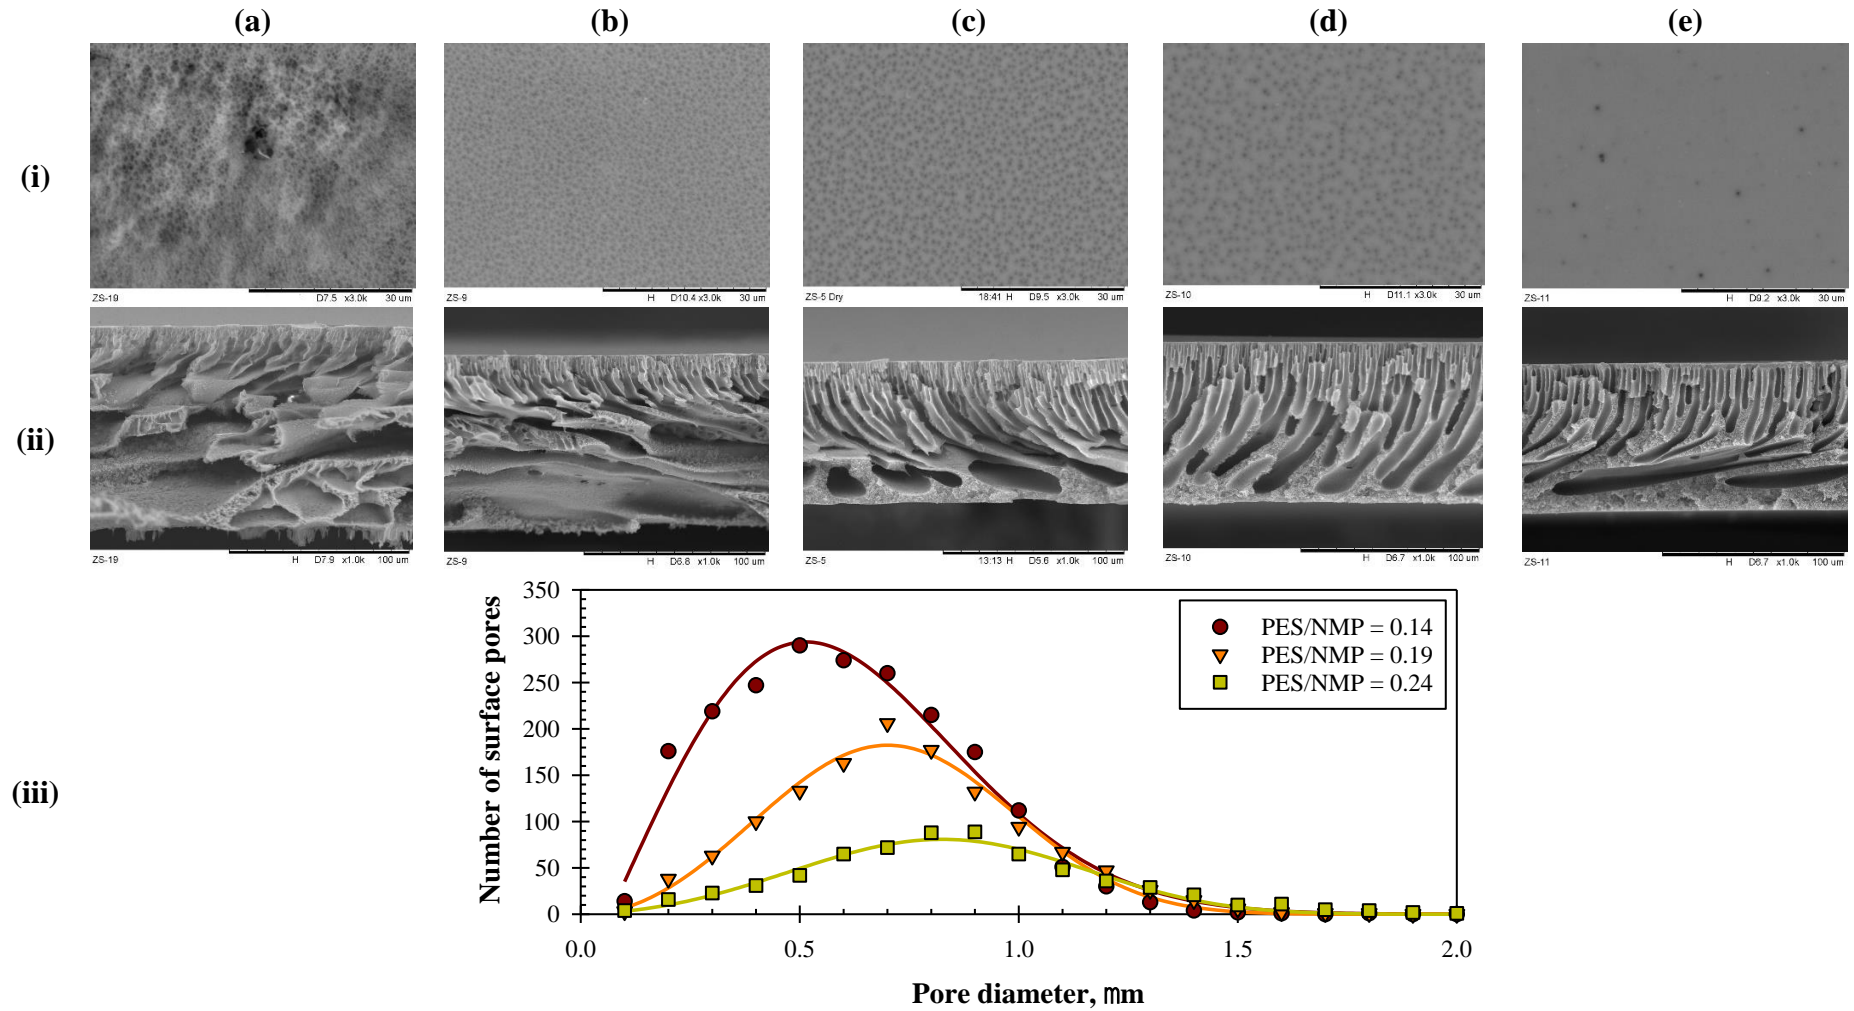 (a) (b) (c) (d) (e)
(i)
ZS-19 D7.5 x3.0k 30 um
ZS-9 H D10.4 x3.0k 30 um
ZS-5 Dry 18:41 H D9.5 x3.0k 30 um
ZS-10 H D11.1 x3.0k 30 um
ZS-11 H D9.2 x3.0k 30 um
(ii)
ZS-19 H D7.9 x1.0k 100 um
ZS-9 H D6.8 x1.0k 100 um
ZS-5 13:13 H D5.6 x1.0k 100 um
ZS-10 H D6.7 x1.0k 100 um
ZS-11 H D6.7 x1.0k 100 um
(iii)
Number of surface pores
350
300
250
200
150
100
50
0
PES/NMP = 0.14
PES/NMP = 0.19
PES/NMP = 0.24
0.0 0.5 1.0 1.5 2.0
Pore diameter, mm